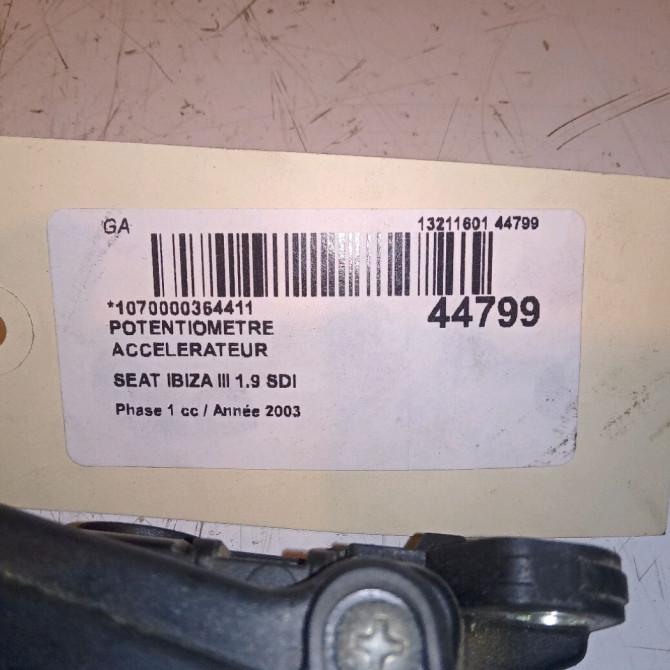 GA
13211601 44799
*1070000364411
44799
POTENTIOMETRE
ACCELERATEUR
SEAT IBIZA III 1.9 SDI
Phase 1 cc / Année 2003